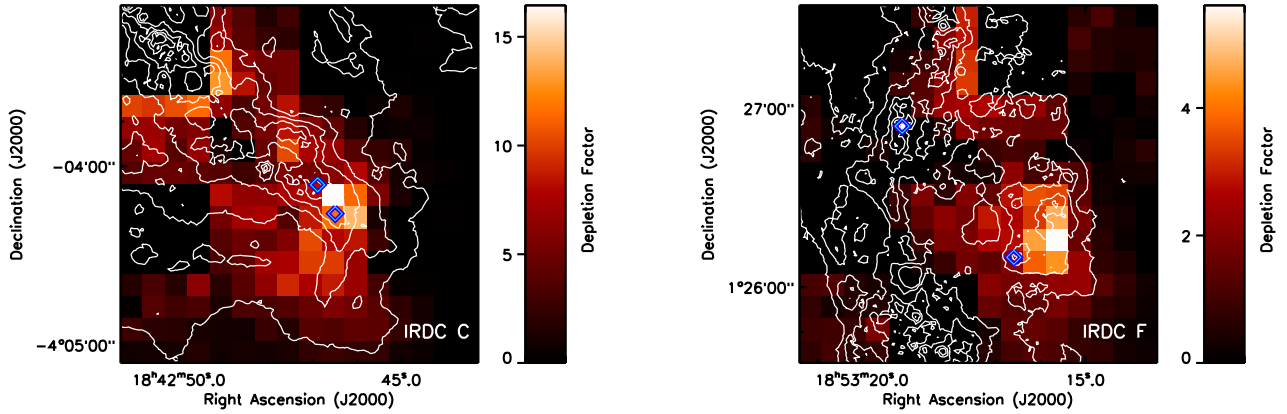 15
10
5
0
Depletion Factor
Declination (J2000)
−04'00"
−4°05'00"
IRDC C
18ʰ42ᵐ50ˢ.0
45ˢ.0
Right Ascension (J2000)
4
2
0
Depletion Factor
Declination (J2000)
27'00"
1°26'00"
IRDC F
18ʰ53ᵐ20ˢ.0
15ˢ.0
Right Ascension (J2000)